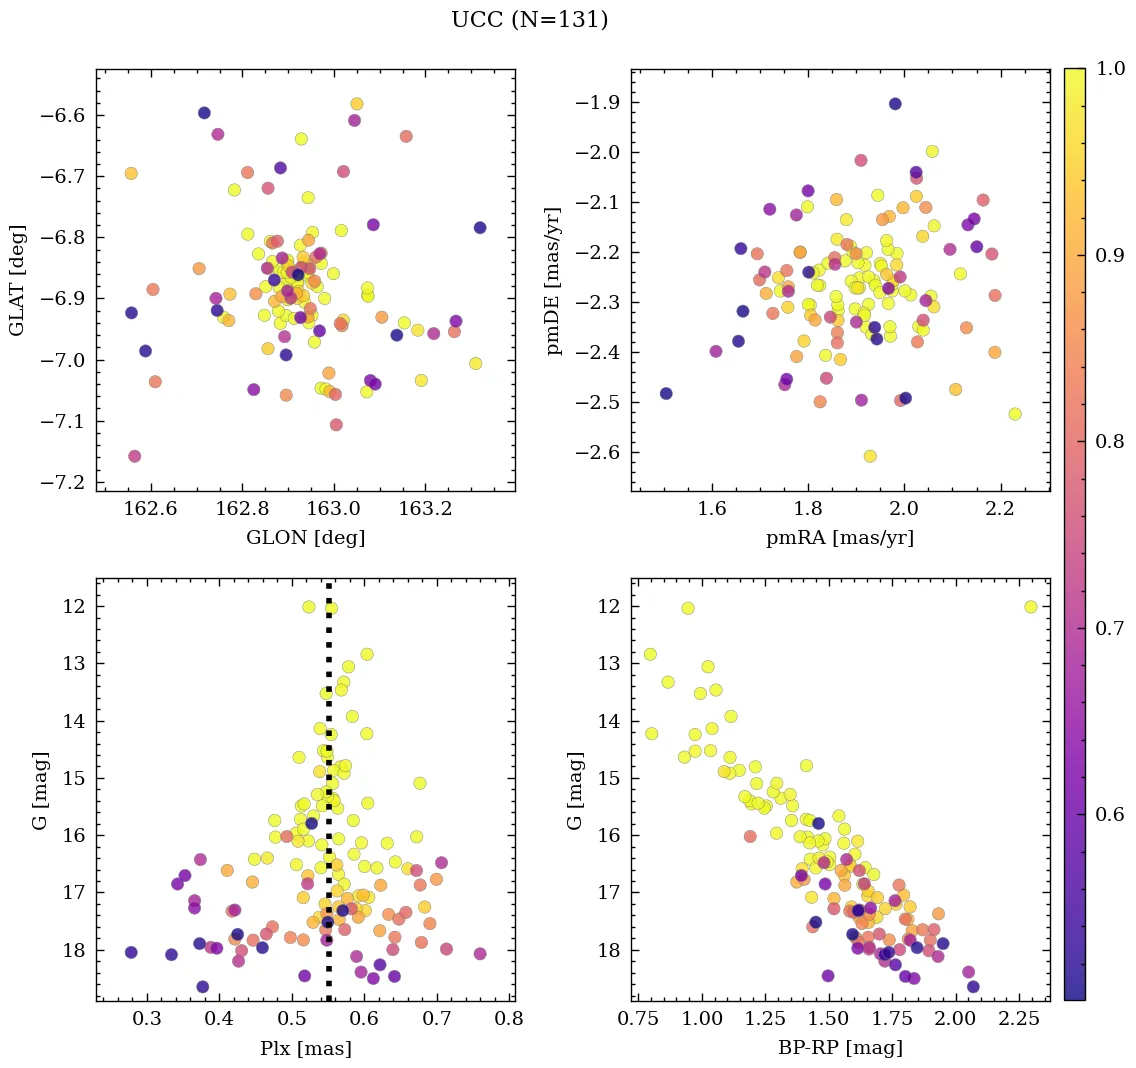 UCC (N=131)
−6.6
−6.7
−6.8
−6.9
−7.0
−7.1
−7.2
GLAT [deg]
162.6 162.8 163.0 163.2
GLON [deg]
−1.9
−2.0
−2.1
−2.2
−2.3
−2.4
−2.5
−2.6
pmDE [mas/yr]
1.6 1.8 2.0 2.2
pmRA [mas/yr]
12
13
14
15
16
17
18
G [mag]
0.3 0.4 0.5 0.6 0.7 0.8
Plx [mas]
12
13
14
15
16
17
18
G [mag]
0.75 1.00 1.25 1.50 1.75 2.00 2.25
BP-RP [mag]
1.0
0.9
0.8
0.7
0.6